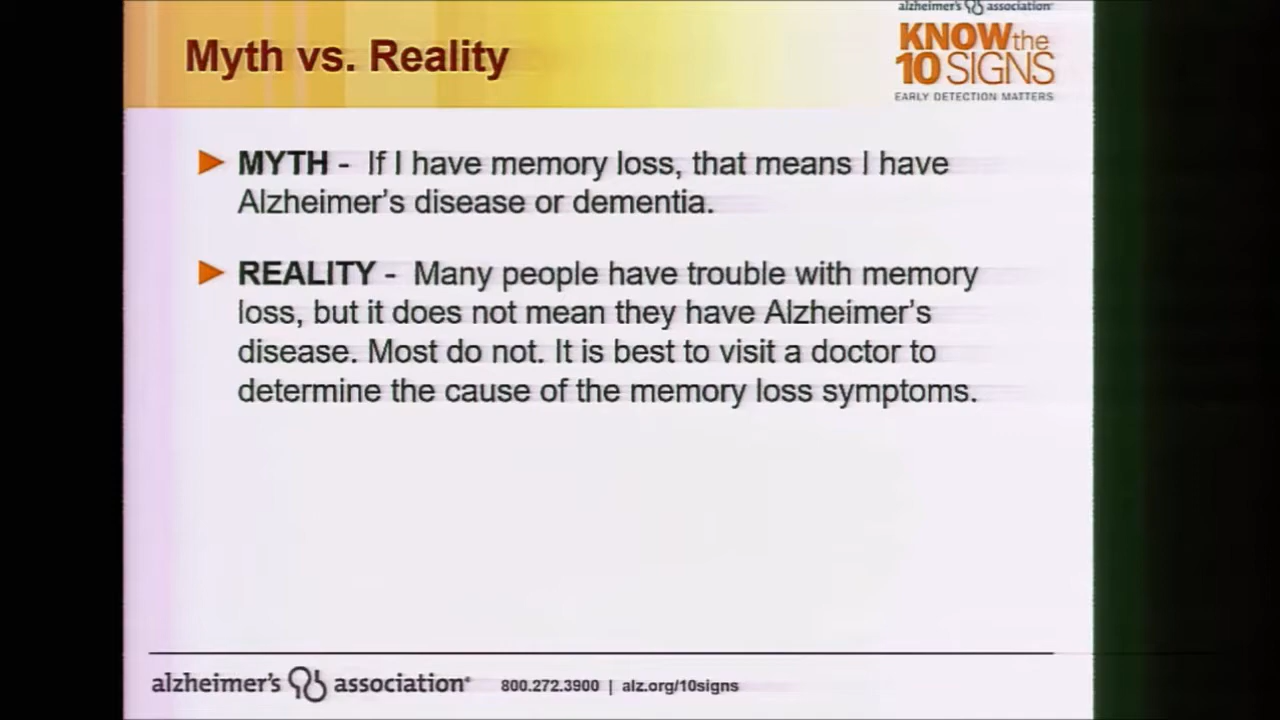 alzheimer's association
Myth vs. Reality
KNOW the
10 SIGNS
EARLY DETECTION MATTERS
MYTH - If I have memory loss, that means I have
Alzheimer's disease or dementia.
REALITY - Many people have trouble with memory
loss, but it does not mean they have Alzheimer's
disease. Most do not. It is best to visit a doctor to
determine the cause of the memory loss symptoms.
alzheimer's association® 800.272.3900 | alz.org/10signs